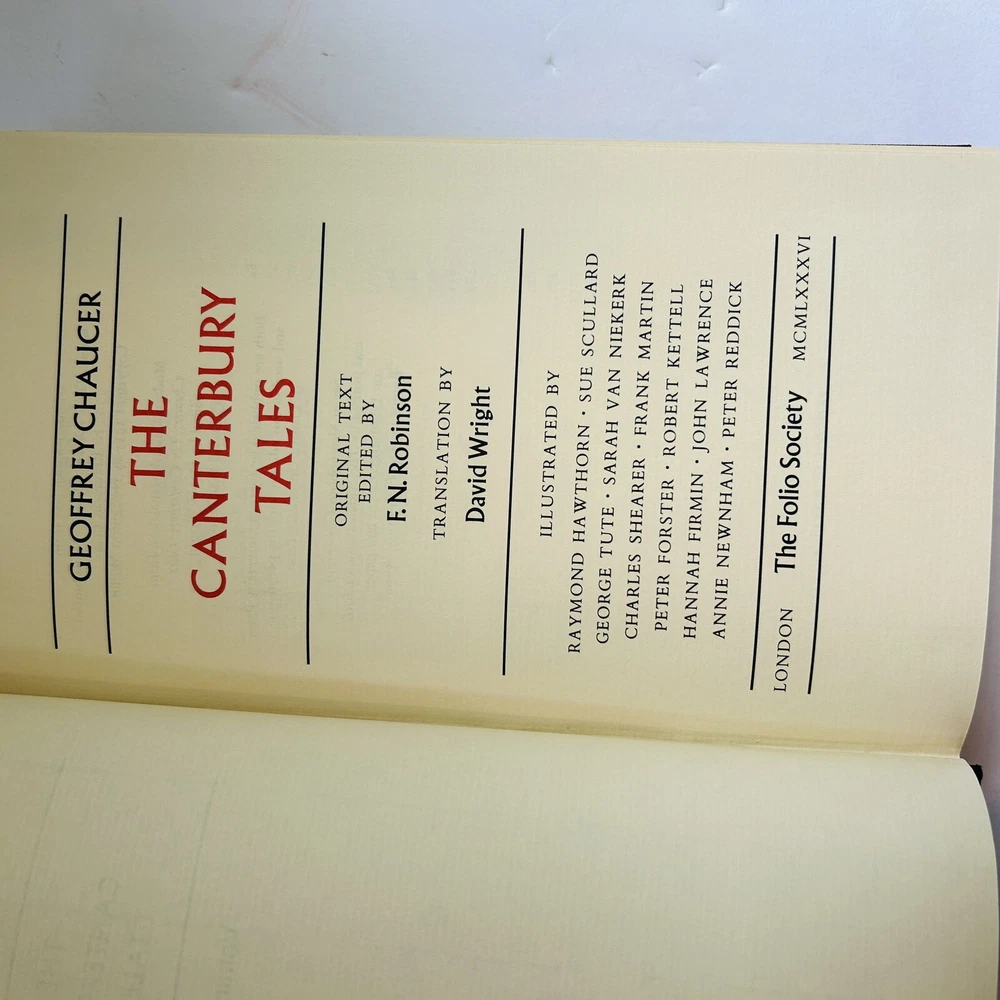 GEOFFREY CHAUCER
THE
CANTERBURY
TALES
ORIGINAL TEXT
EDITED BY
F.N. Robinson
TRANSLATION BY
David Wright
ILLUSTRATED BY
RAYMOND HAWTHORN · SUE SCULLARD
GEORGE TUTE · SARAH VAN NIEKERK
CHARLES SHEARER · FRANK MARTIN
PETER FORSTER · ROBERT KETTELL
HANNAH FIRMIN · JOHN LAWRENCE
ANNIE NEWNHAM · PETER REDDICK
LONDON The Folio Society MCMLXXXVI